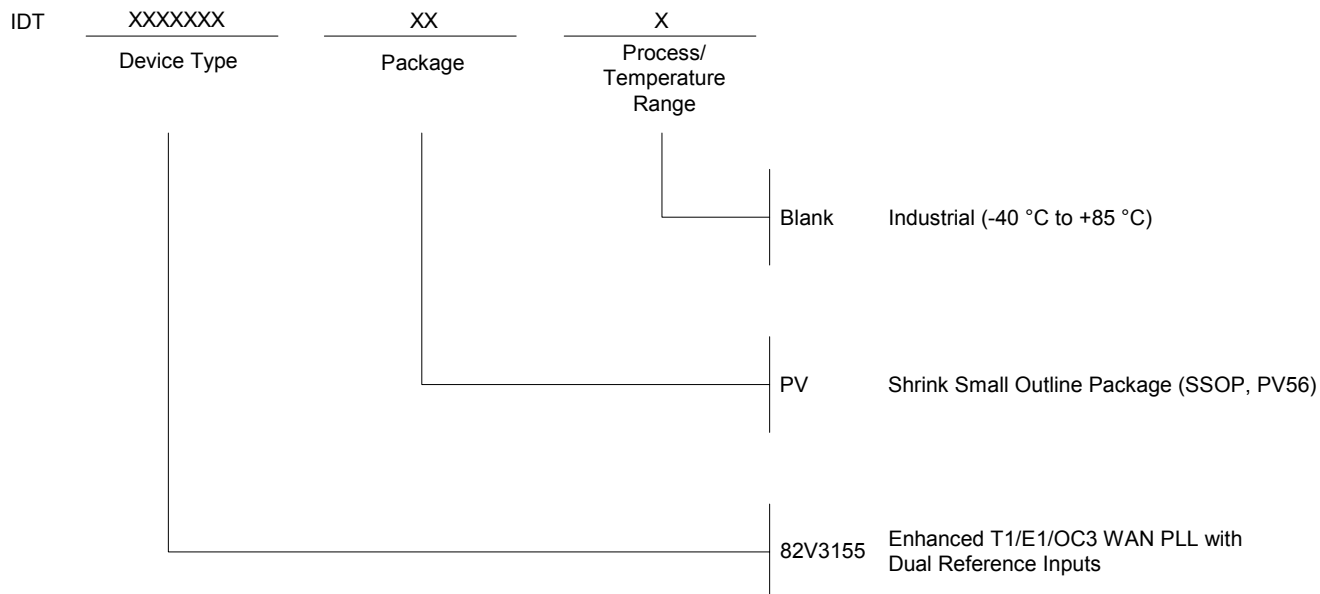 IDT XXXXXXX XX X
Device Type Package Process/
Temperature
Range
Blank Industrial (-40 °C to +85 °C)
PV Shrink Small Outline Package (SSOP, PV56)
82V3155 Enhanced T1/E1/OC3 WAN PLL with
Dual Reference Inputs